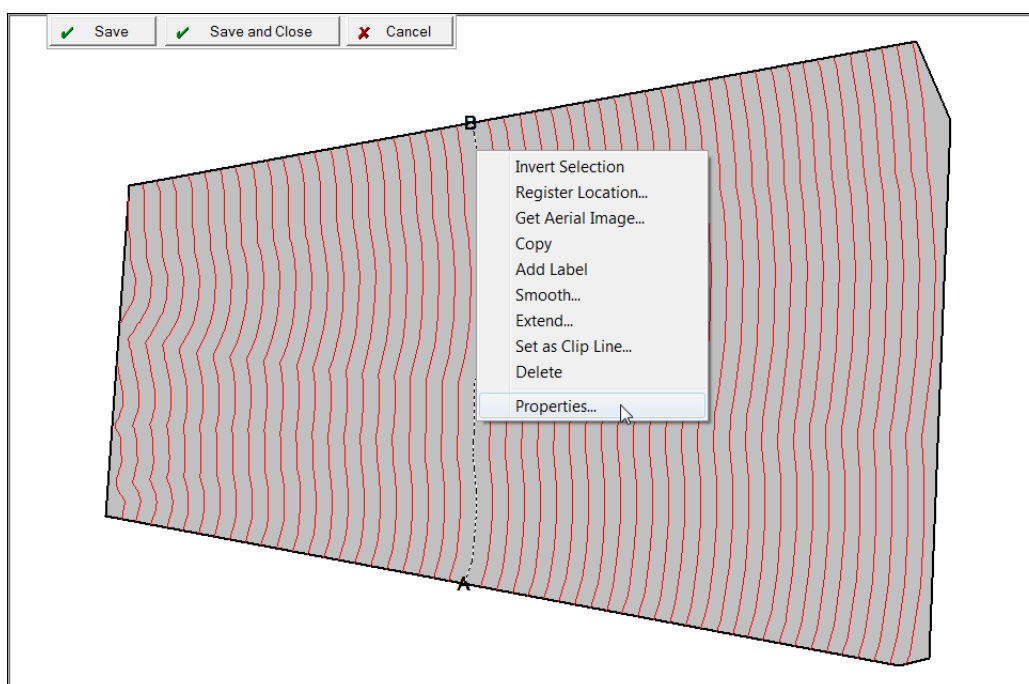 Save
Save and Close
Cancel
B
Invert Selection
Register Location...
Get Aerial Image...
Copy
Add Label
Smooth...
Extend...
Set as Clip Line...
Delete
Properties...
A